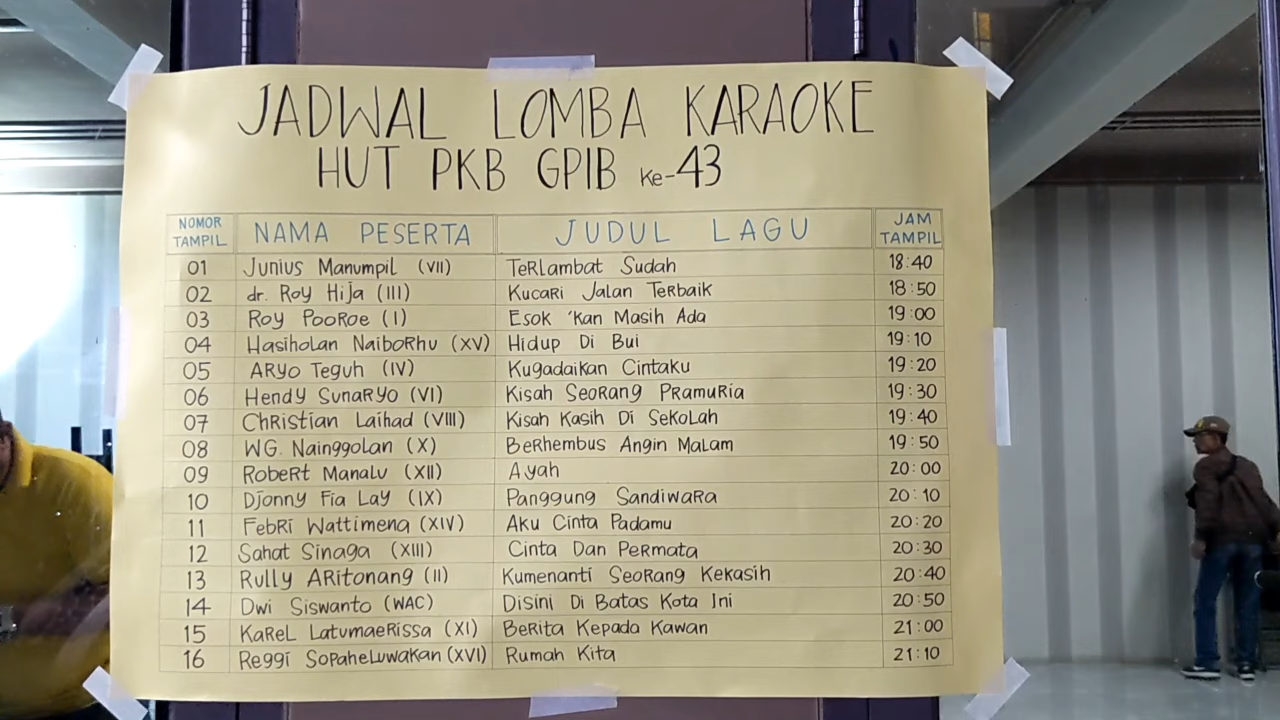 JADWAL LOMBA KARAOKE
HUT PKB GPIB Ke-43
NOMOR TAMPIL NAMA PESERTA JUDUL LAGU JAM TAMPIL
01 Junius Manumpil (VII) Terlambat Sudah 18:40
02 dr. Roy Hija (III) Kucari Jalan Terbaik 18:50
03 Roy Pooroe (I) Esok 'Kan Masih Ada 19:00
04 Hasiholan Naiborhu (XV) Hidup Di Bui 19:10
05 Aryo Teguh (IV) Kugadaikan Cintaku 19:20
06 Hendy Sunaryo (VI) Kisah Seorang Pramuria 19:30
07 Christian Laihad (VIII) Kisah Kasih Di Sekolah 19:40
08 WG. Nainggolan (X) Berhembus Angin Malam 19:50
09 Robert Manalu (XII) Ayah 20:00
10 Djonny Fia Lay (IX) Panggung Sandiwara 20:10
11 Febri Wattimena (XIV) Aku Cinta Padamu 20:20
12 Sahat Sinaga (XIII) Cinta Dan Permata 20:30
13 Rully Aritonang (II) Kumenanti Seorang Kekasih 20:40
14 Dwi Siswanto (WAC) Disini Di Batas Kota Ini 20:50
15 Karel Latumaerissa (XI) Berita Kepada Kawan 21:00
16 Reggi Sopaheluwakan (XVI) Rumah Kita 21:10